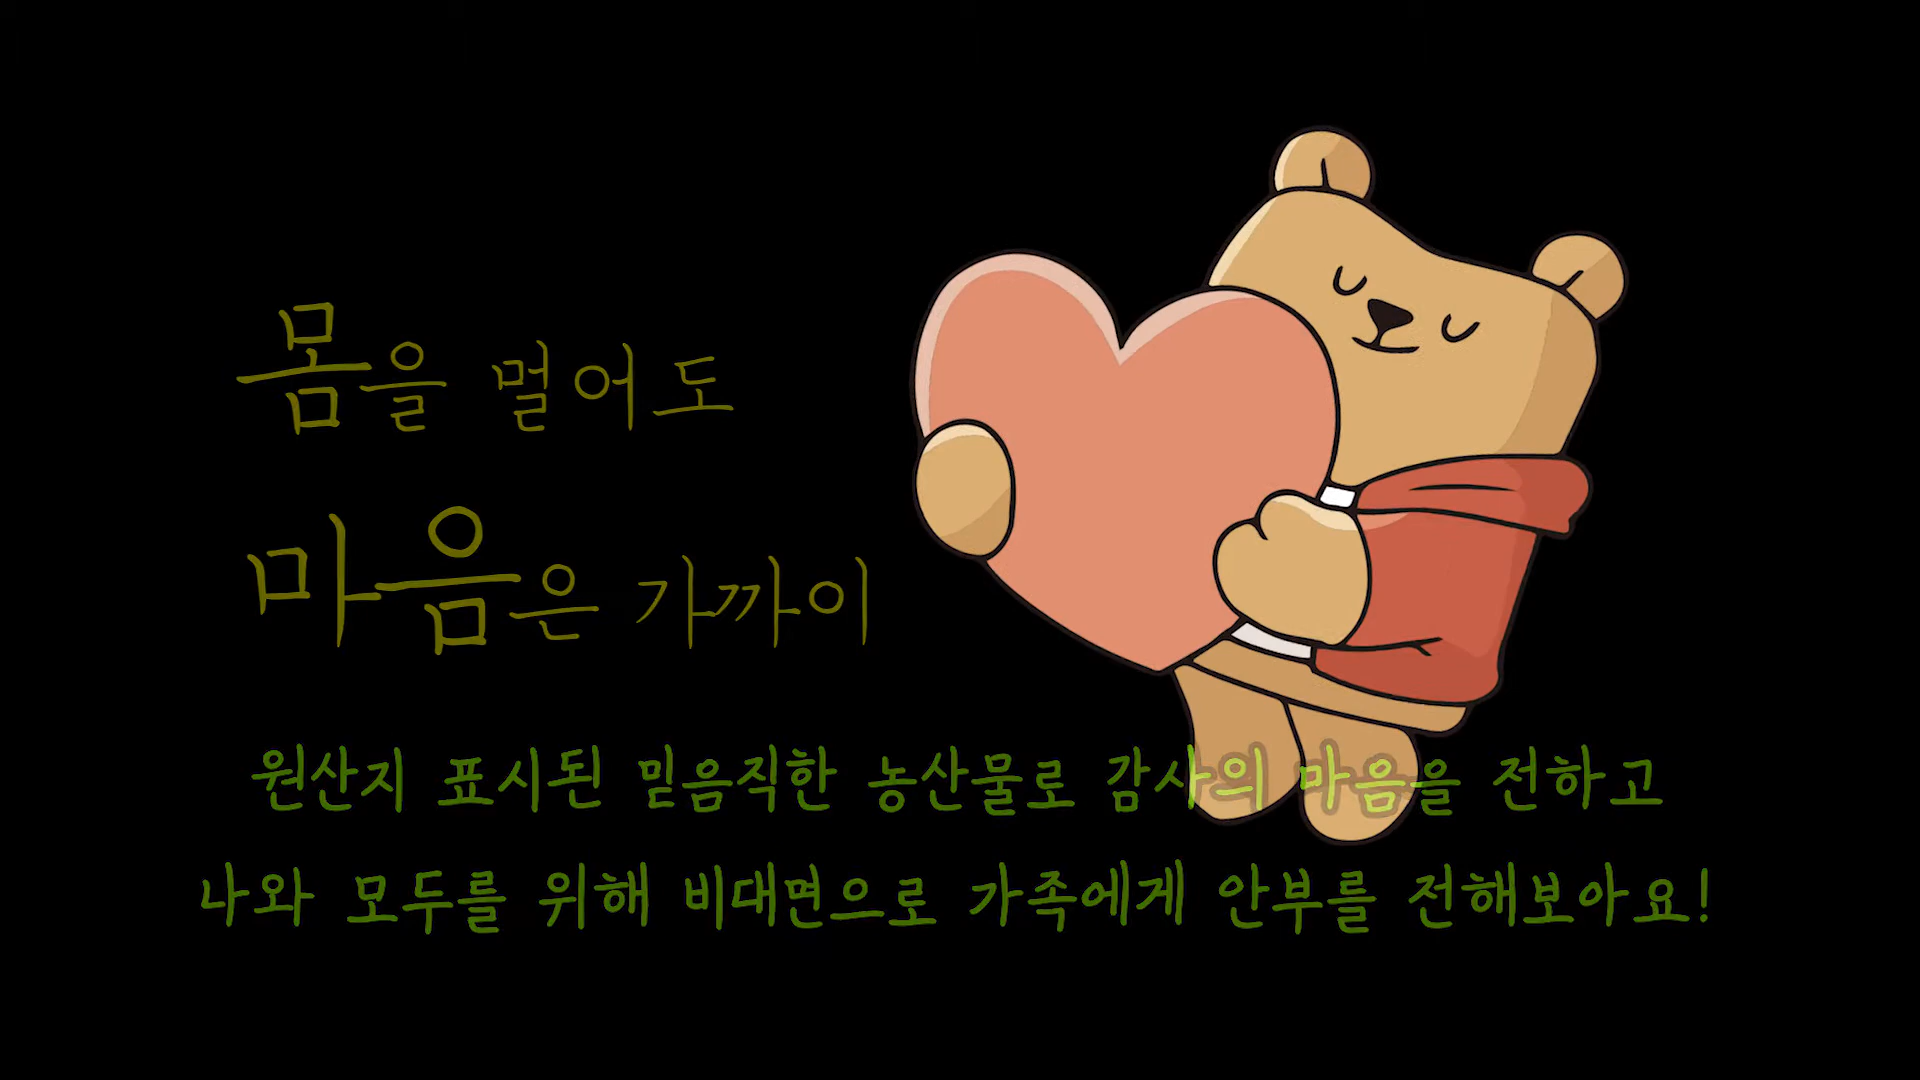 몸을 멀어도
마음은 가까이
원산지 표시된 믿음직한 농산물로 감사의 마음을 전하고
나와 모두를 위해 비대면으로 가족에게 안부를 전해보아요!